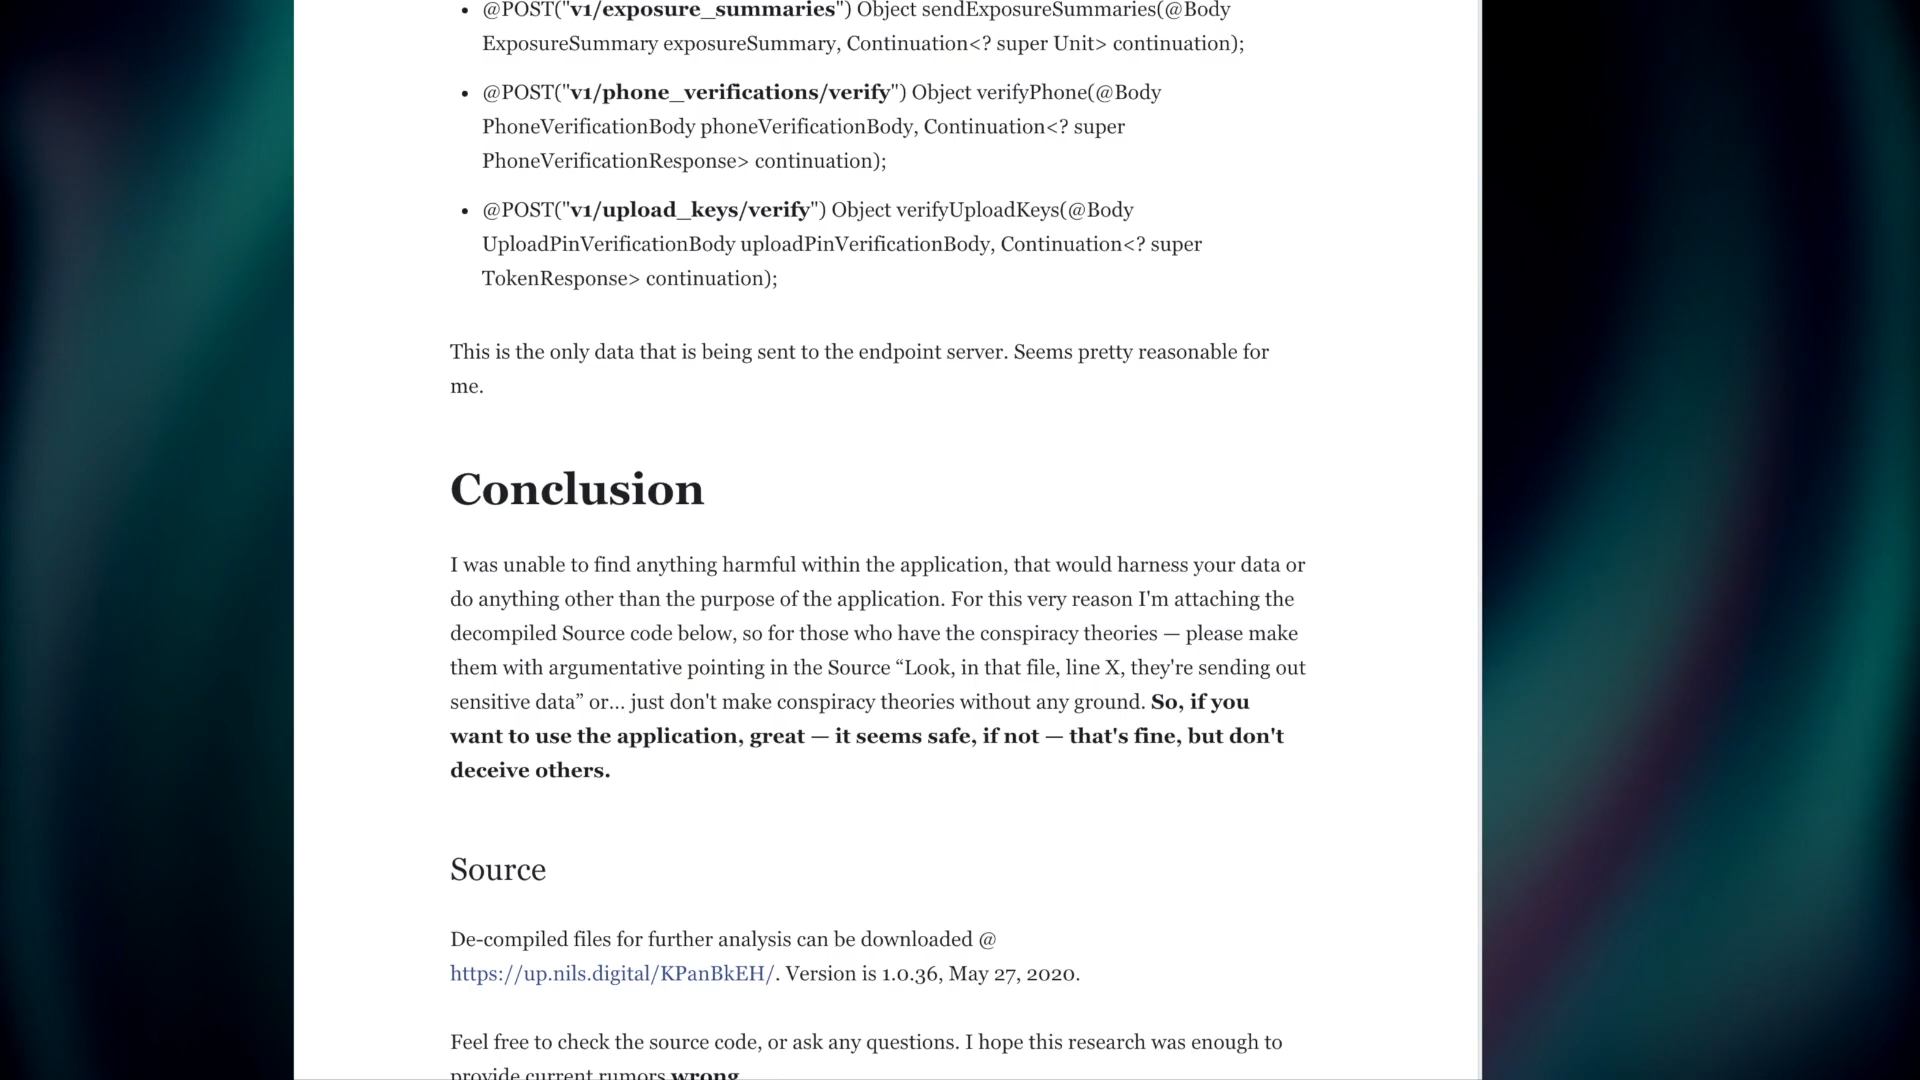 • @POST("v1/exposure_summaries") Object sendExposureSummaries(@Body
ExposureSummary exposureSummary, Continuation<? super Unit> continuation);
• @POST("v1/phone_verifications/verify") Object verifyPhone(@Body
PhoneVerificationBody phoneVerificationBody, Continuation<? super
PhoneVerificationResponse> continuation);
• @POST("v1/upload_keys/verify") Object verifyUploadKeys(@Body
UploadPinVerificationBody uploadPinVerificationBody, Continuation<? super
TokenResponse> continuation);
This is the only data that is being sent to the endpoint server. Seems pretty reasonable for
me.
Conclusion
I was unable to find anything harmful within the application, that would harness your data or
do anything other than the purpose of the application. For this very reason I'm attaching the
decompiled Source code below, so for those who have the conspiracy theories — please make
them with argumentative pointing in the Source “Look, in that file, line X, they're sending out
sensitive data” or... just don't make conspiracy theories without any ground. So, if you
want to use the application, great — it seems safe, if not — that's fine, but don't
deceive others.
Source
De-compiled files for further analysis can be downloaded @
https://up.nils.digital/KPanBkEH/. Version is 1.0.36, May 27, 2020.
Feel free to check the source code, or ask any questions. I hope this research was enough to
provide current rumors wrong